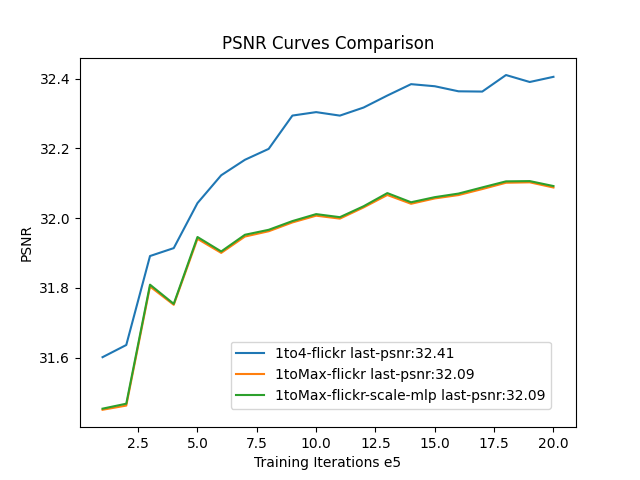 PSNR Curves Comparison
PSNR
32.4
32.2
32.0
31.8
31.6
1to4-flickr last-psnr:32.41
1toMax-flickr last-psnr:32.09
1toMax-flickr-scale-mlp last-psnr:32.09
2.5 5.0 7.5 10.0 12.5 15.0 17.5 20.0
Training Iterations e5